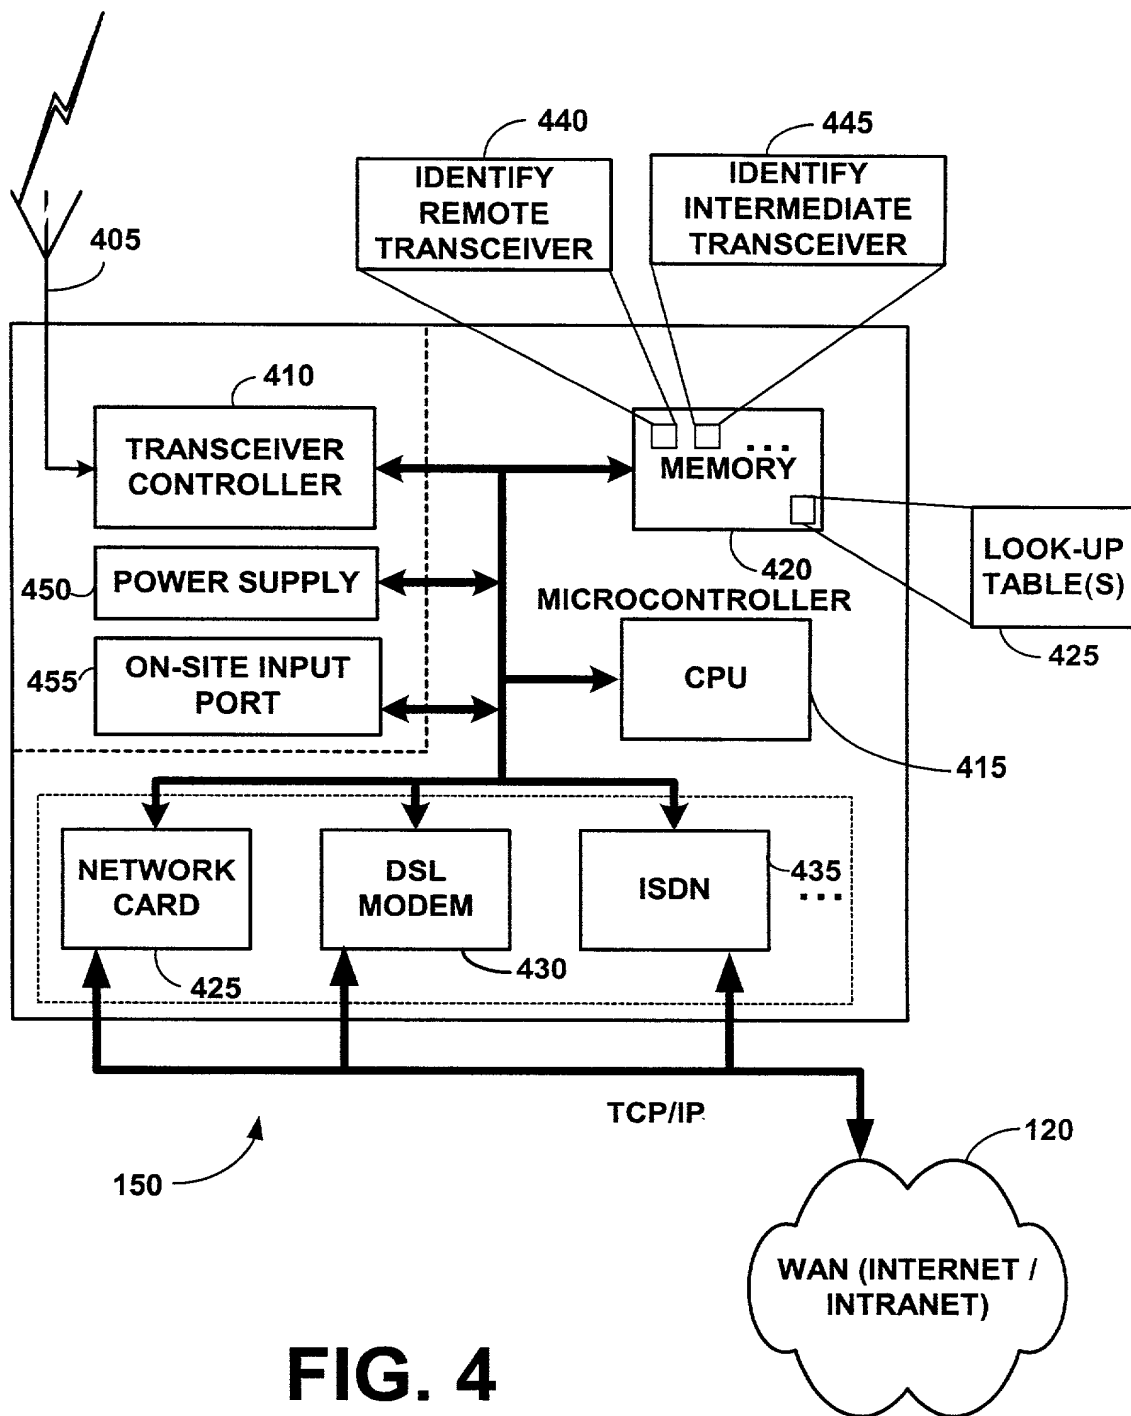 440
445
IDENTIFY
REMOTE
TRANSCEIVER
IDENTIFY
INTERMEDIATE
TRANSCEIVER
405
410
TRANSCEIVER
CONTROLLER
...
MEMORY
420
LOOK-UP
TABLE(S)
425
450
POWER SUPPLY
MICROCONTROLLER
455
ON-SITE INPUT
PORT
CPU
415
NETWORK
CARD
425
DSL
MODEM
430
ISDN
435
...
TCP/IP
150
120
WAN (INTERNET /
INTRANET)
FIG. 4